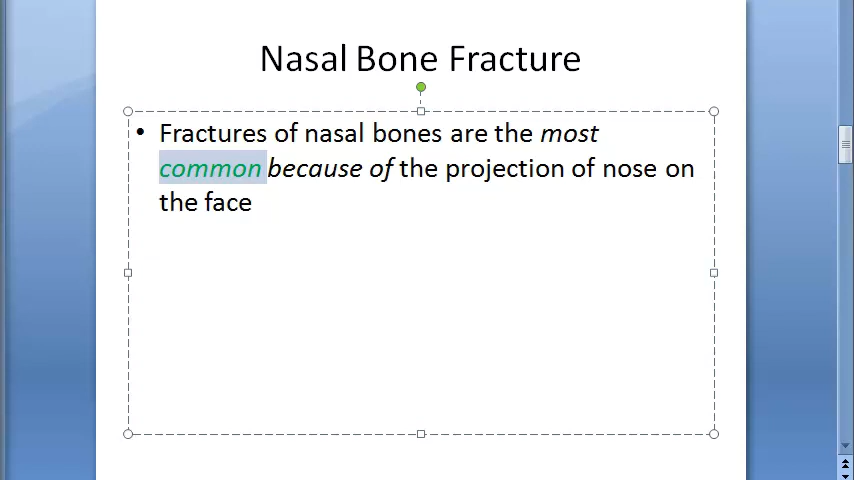 Nasal Bone Fracture
• Fractures of nasal bones are the most
common because of the projection of nose on
the face